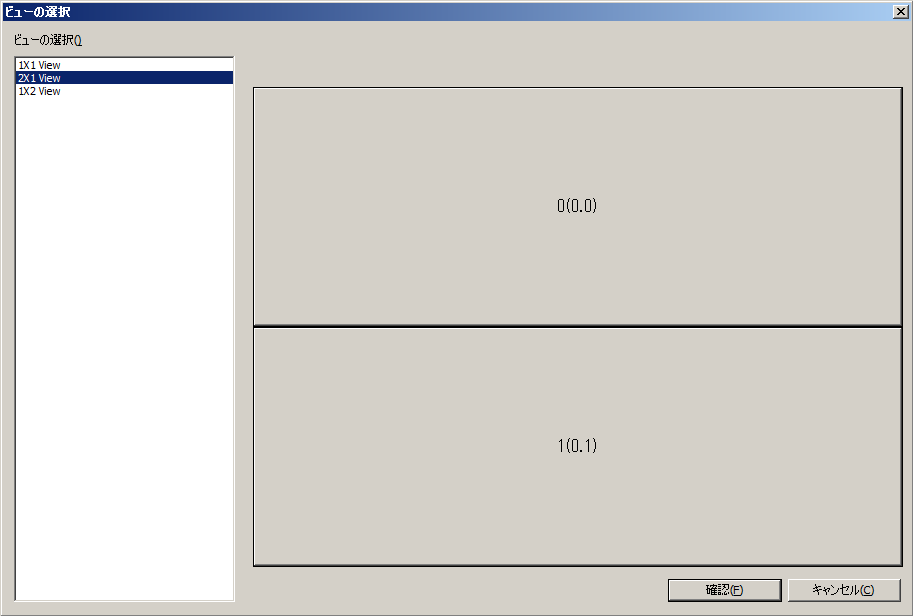 ビューの選択
ビューの選択()
1X1 View
2X1 View
1X2 View
0(0.0)
1(0.1)
確認(F)
キャンセル(C)